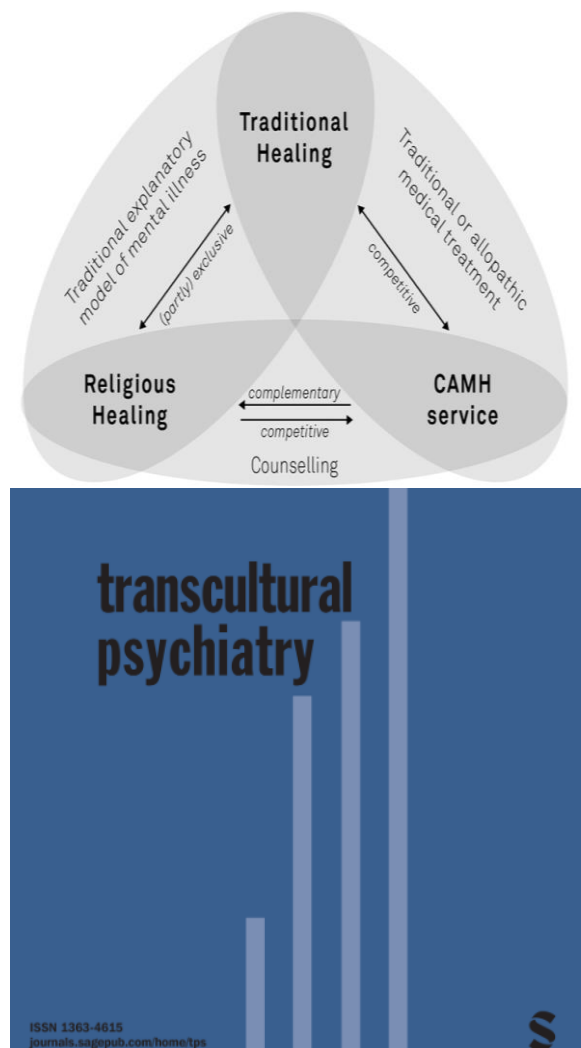 Traditional
Healing
Traditional explanatory
model of mental illness
Traditional or allopathic
medical treatment
(partly) exclusive
competitive
Religious
Healing
complementary
competitive
CAMH
service
Counselling
transcultural
psychiatry
ISSN 1363-4615
journals.sagepub.com/home/tps
S